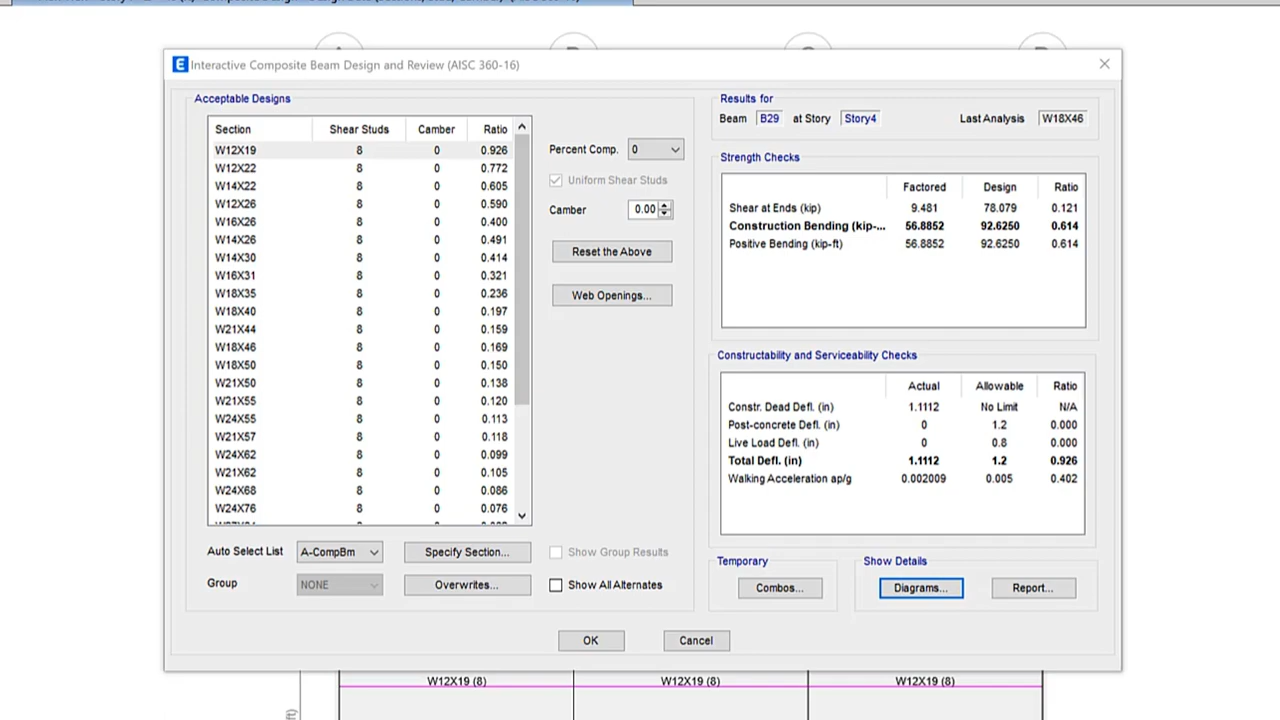 Interactive Composite Beam Design and Review (AISC 360-16)
Acceptable Designs
Section Shear Studs Camber Ratio
W12X19 8 0 0.926
W12X22 8 0 0.772
W14X22 8 0 0.605
W12X26 8 0 0.590
W16X26 8 0 0.400
W14X26 8 0 0.491
W14X30 8 0 0.414
W16X31 8 0 0.321
W18X35 8 0 0.236
W18X40 8 0 0.197
W21X44 8 0 0.159
W18X46 8 0 0.169
W18X50 8 0 0.150
W21X50 8 0 0.138
W21X55 8 0 0.120
W24X55 8 0 0.113
W21X57 8 0 0.118
W24X62 8 0 0.099
W21X62 8 0 0.105
W24X68 8 0 0.086
W24X76 8 0 0.076
Percent Comp. 0
Uniform Shear Studs
Camber 0.00
Reset the Above
Web Openings...
Auto Select List A-CompBm Specify Section... Show Group Results
Group NONE Overwrites... Show All Alternates
Results for
Beam B29 at Story Story4 Last Analysis W18X46
Strength Checks
Factored Design Ratio
Shear at Ends (kip) 9.481 78.079 0.121
Construction Bending (kip-... 56.8852 92.6250 0.614
Positive Bending (kip-ft) 56.8852 92.6250 0.614
Constructability and Serviceability Checks
Actual Allowable Ratio
Constr. Dead Defl. (in) 1.1112 No Limit N/A
Post-concrete Defl. (in) 0 1.2 0.000
Live Load Defl. (in) 0 0.8 0.000
Total Defl. (in) 1.1112 1.2 0.926
Walking Acceleration ap/g 0.002009 0.005 0.402
Temporary
Combos...
Show Details
Diagrams... Report...
OK Cancel
W12X19 (8) W12X19 (8) W12X19 (8)